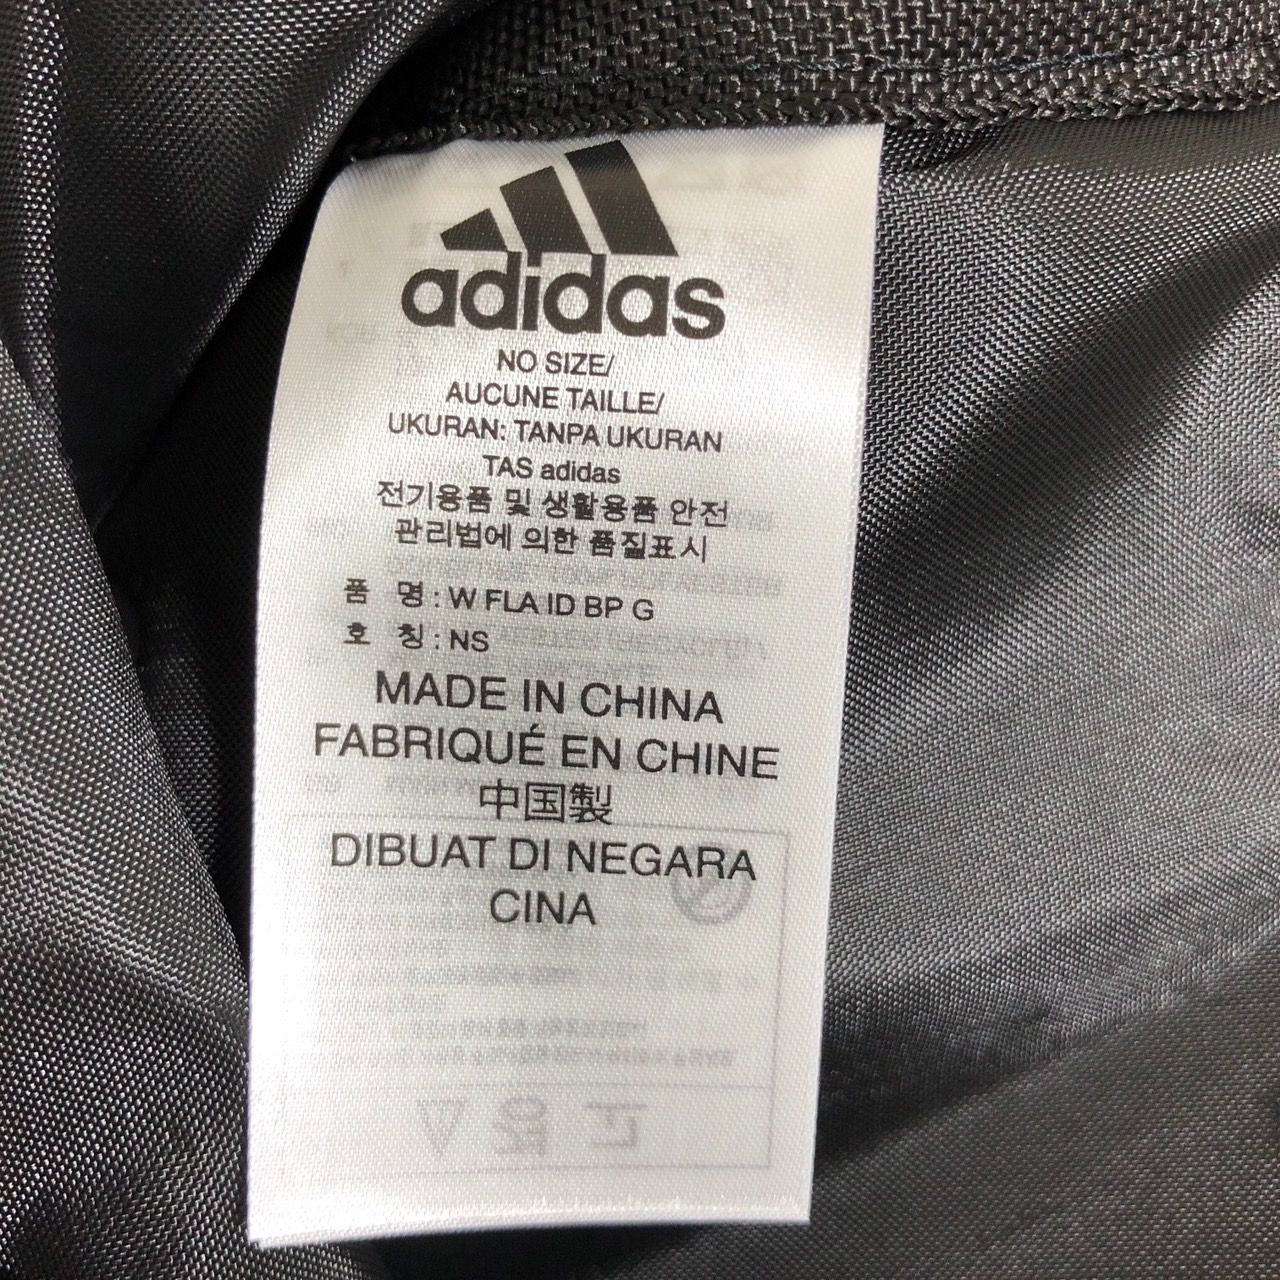 adidas
NO SIZE/
AUCUNE TAILLE/
UKURAN: TANPA UKURAN
TAS adidas
전기용품 및 생활용품 안전
관리법에 의한 품질표시
품 명 : W FLA ID BP G
호 칭 : NS
MADE IN CHINA
FABRIQUÉ EN CHINE
中国製
DIBUAT DI NEGARA
CINA